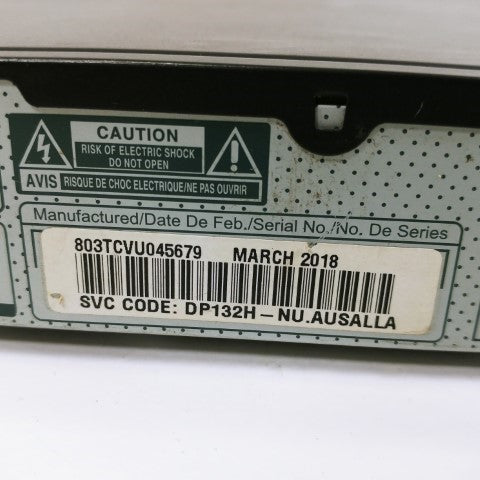 CAUTION
RISK OF ELECTRIC SHOCK
DO NOT OPEN
AVIS RISQUE DE CHOC ELECTRIQUE/NE PAS OUVRIR
Manufactured/Date De Feb./Serial No./No. De Series
803TCVU045679 MARCH 2018
SVC CODE: DP132H – NU.AUSALLA